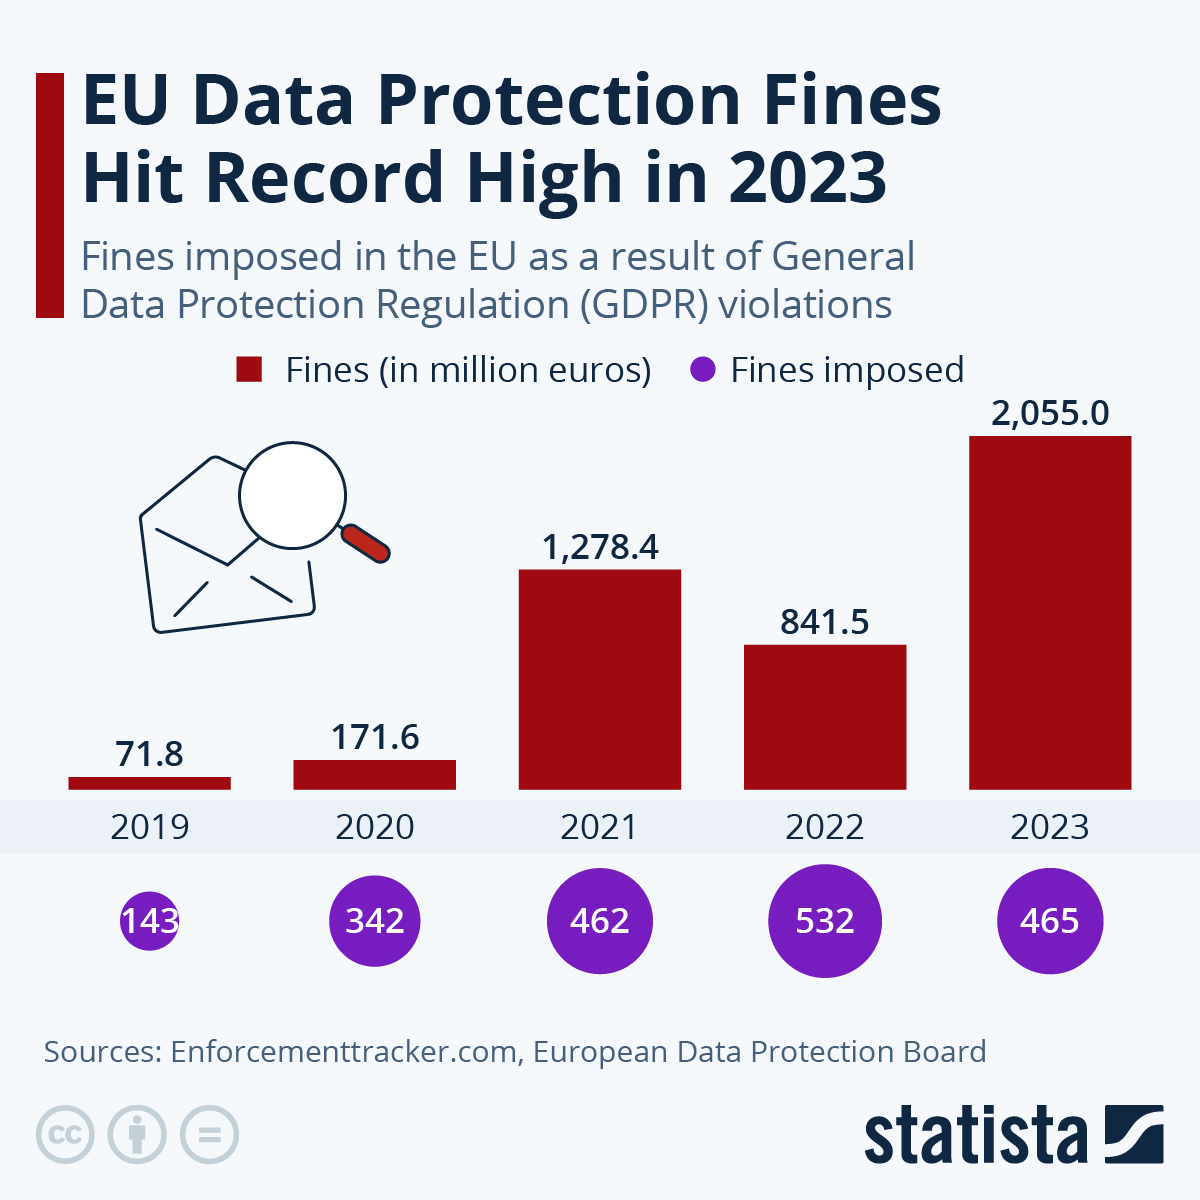 EU Data Protection Fines
Hit Record High in 2023
Fines imposed in the EU as a result of General
Data Protection Regulation (GDPR) violations
Fines (in million euros) Fines imposed
71.8 171.6 1,278.4 841.5 2,055.0
2019 2020 2021 2022 2023
143 342 462 532 465
Sources: Enforcementtracker.com, European Data Protection Board
cc = statista